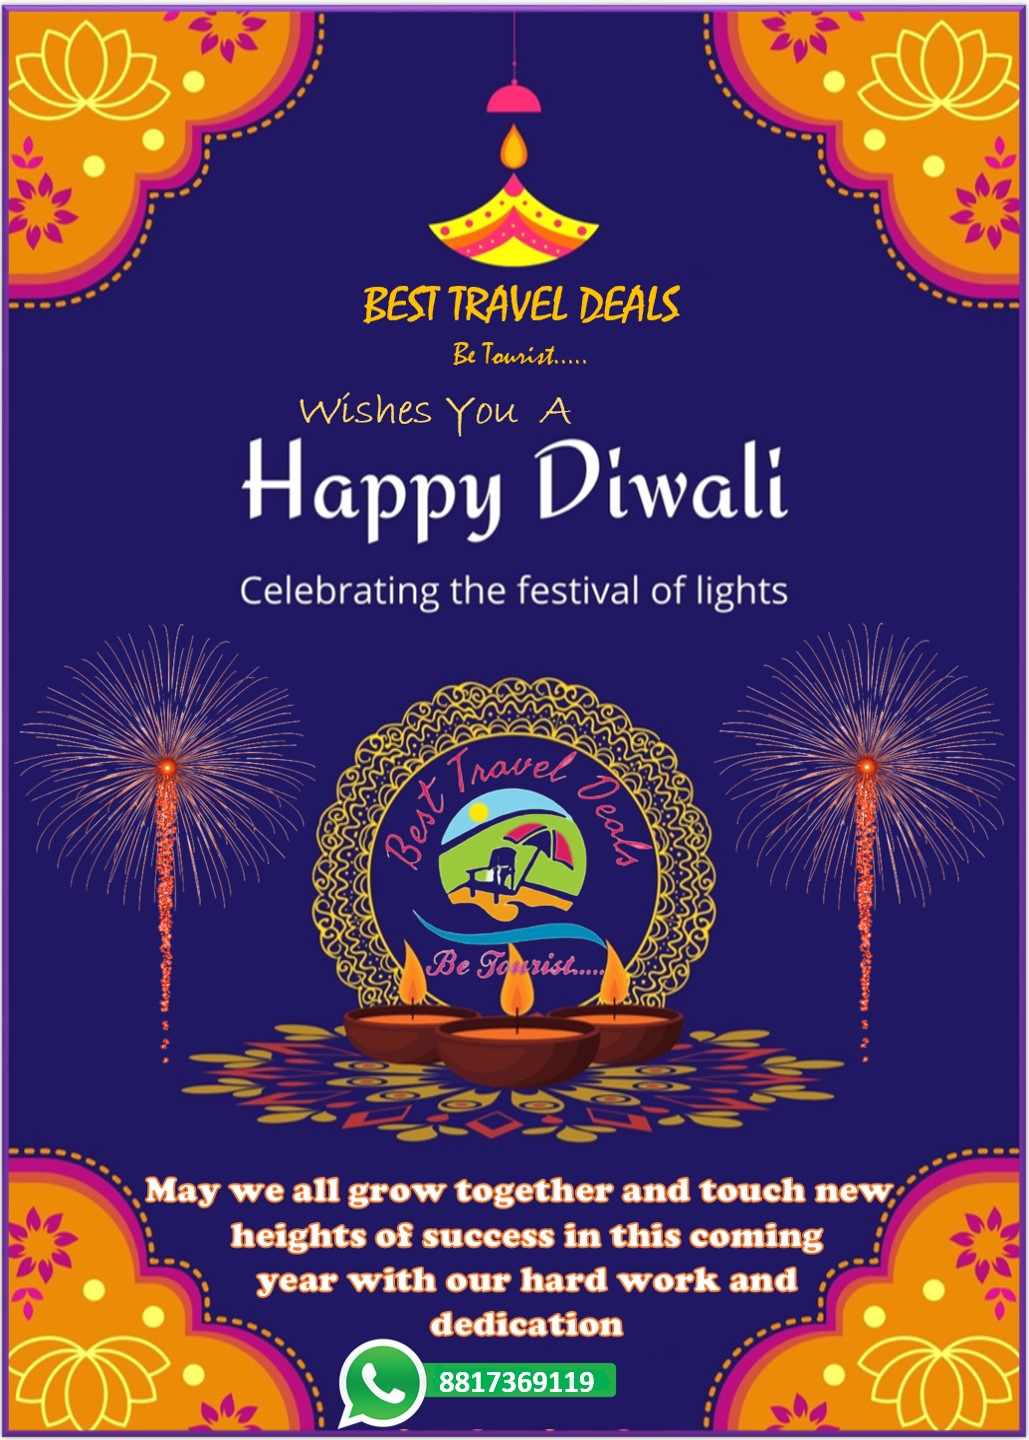 BEST TRAVEL DEALS
Be Tourist.....
Wishes You A
Happy Diwali
Celebrating the festival of lights
Best Travel Deals
Be Tourist.....
May we all grow together and touch new
heights of success in this coming
year with our hard work and
dedication
8817369119